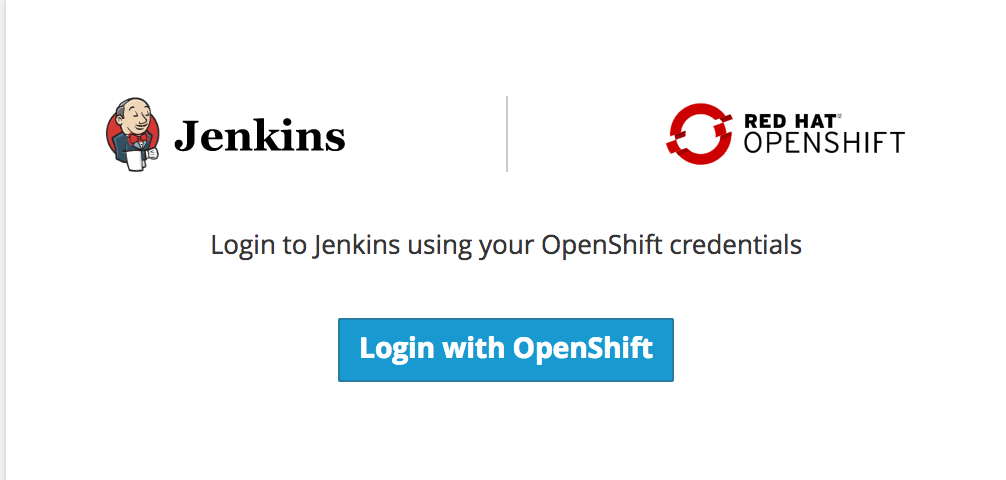 Jenkins
RED HAT®
OPENSHIFT
Login to Jenkins using your OpenShift credentials
Login with OpenShift